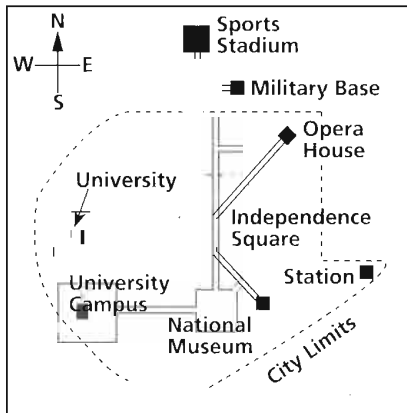 N
W E
S
Sports
Stadium
Military Base
Opera
House
University
Independence
Square
Station
University
Campus
National
Museum
City Limits